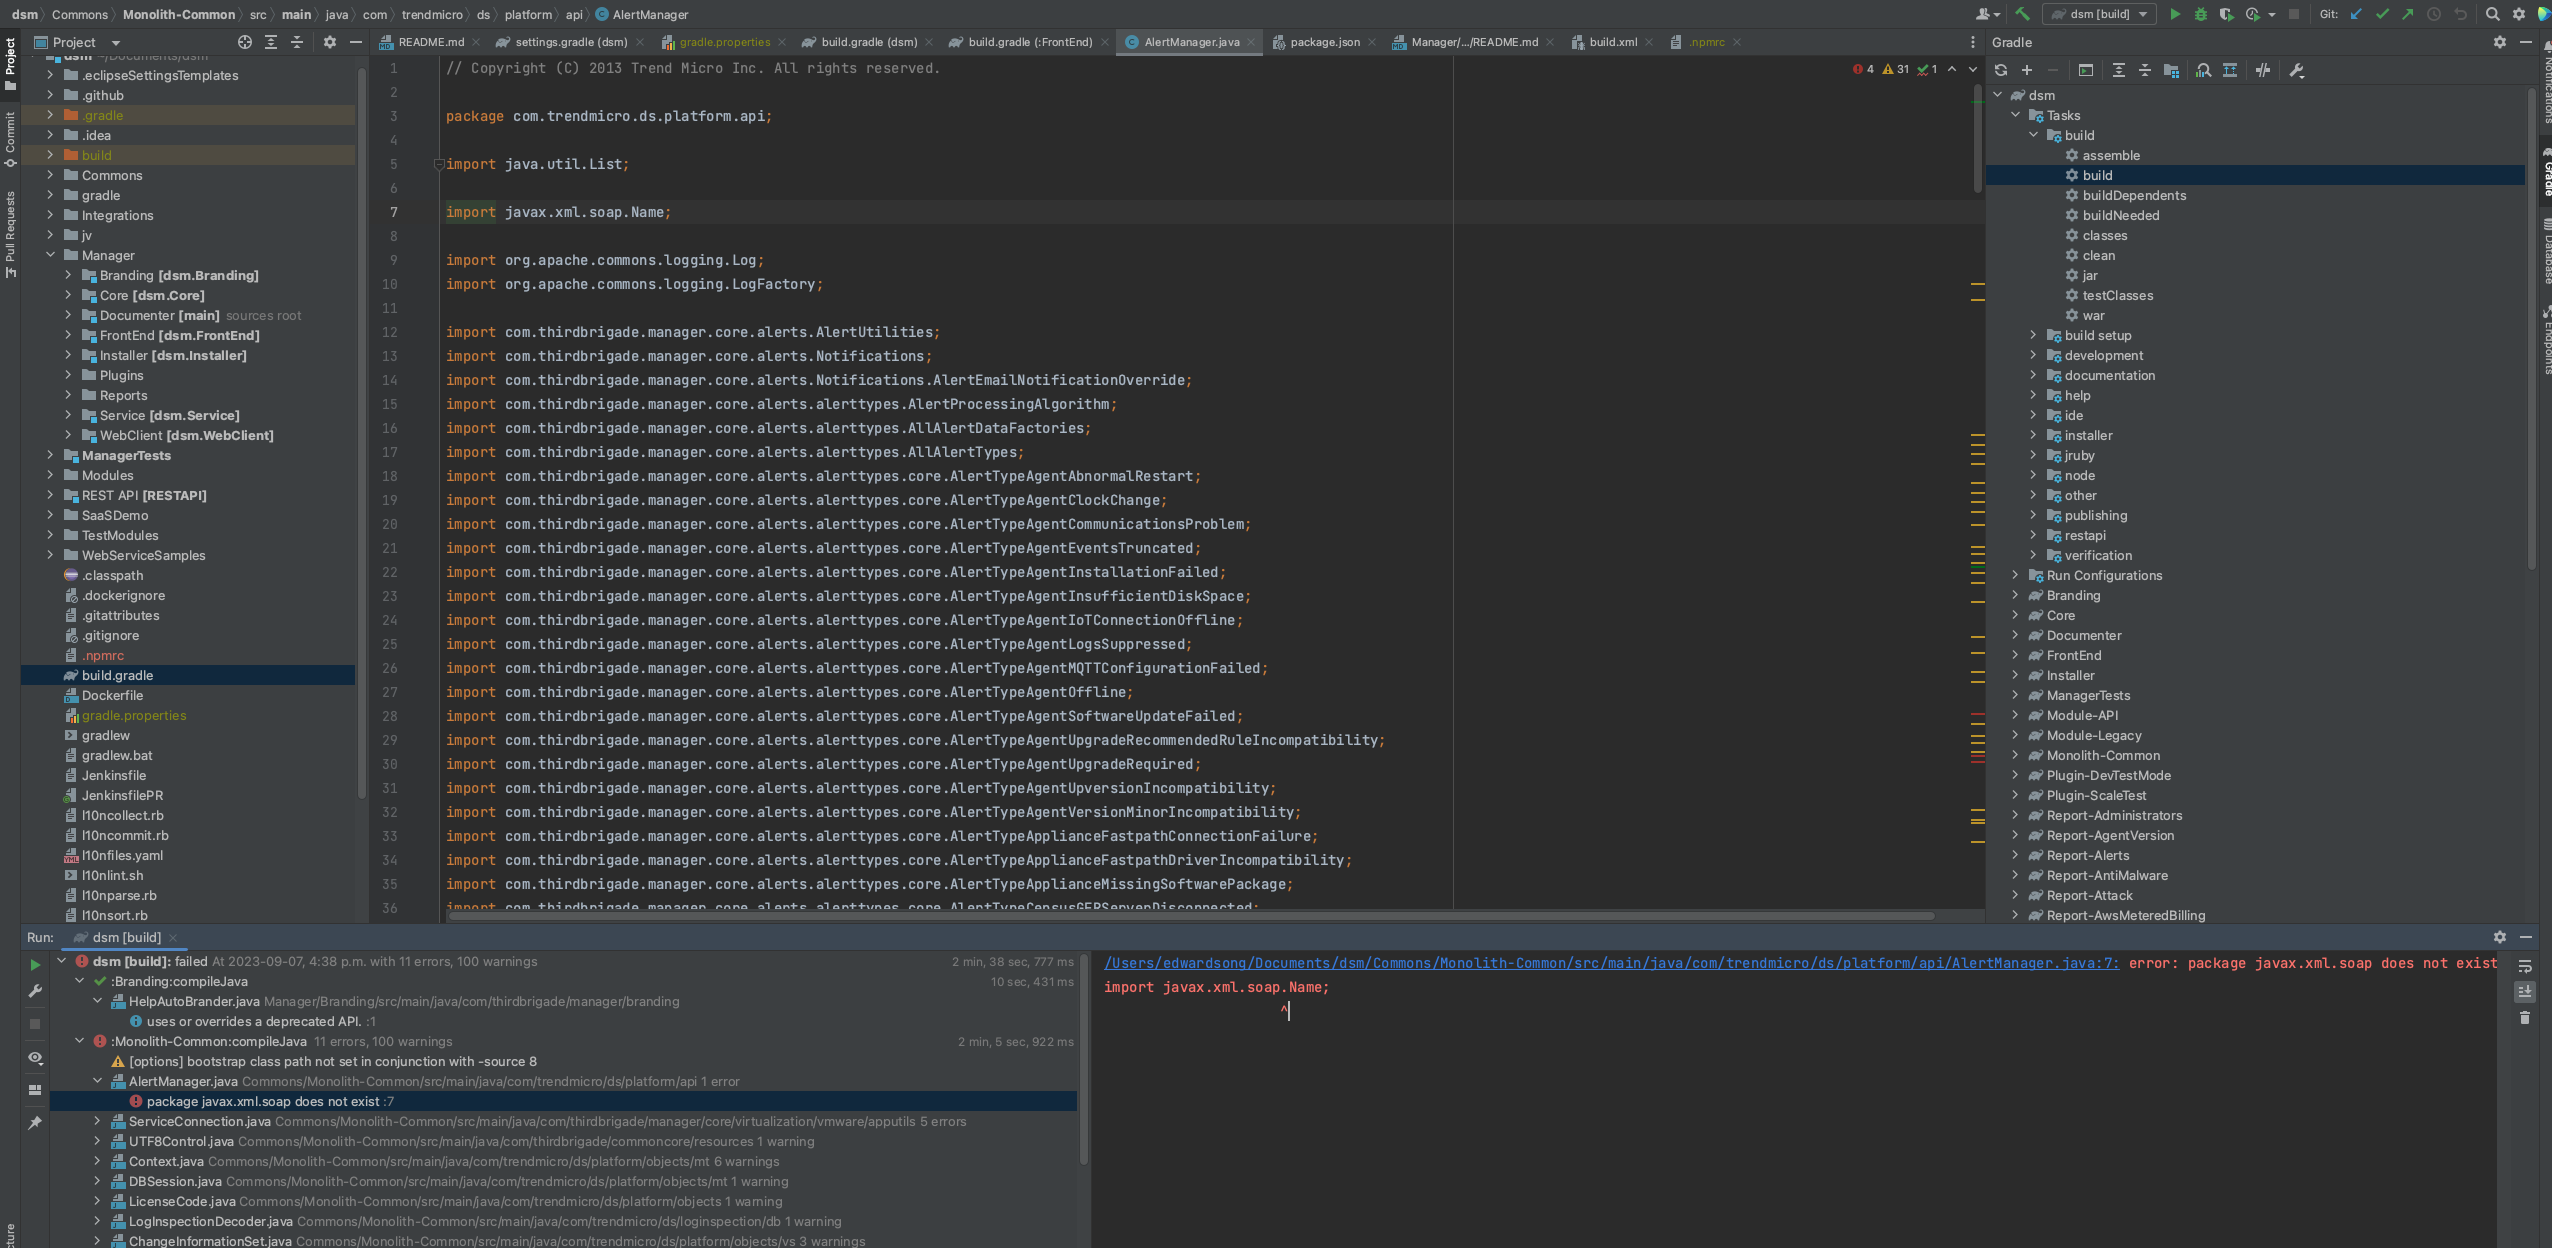 dsm Commons Monolith-Common src main java com trendmicro ds platform api AlertManager
dsm [build]
Git:
Project
README.md
settings.gradle (dsm)
gradle.properties
build.gradle (dsm)
build.gradle (:FrontEnd)
AlertManager.java
package.json
Manager/.../README.md
build.xml
.npmrc
Gradle
Project
Commit
Pull Requests
dsm ~/Documents/dsm
.eclipseSettingsTemplates
.github
.gradle
.idea
build
Commons
gradle
Integrations
jv
Manager
Branding [dsm.Branding]
Core [dsm.Core]
Documenter [main] sources root
FrontEnd [dsm.FrontEnd]
Installer [dsm.Installer]
Plugins
Reports
Service [dsm.Service]
WebClient [dsm.WebClient]
ManagerTests
Modules
REST API [RESTAPI]
SaaSDemo
TestModules
WebServiceSamples
.classpath
.dockerignore
.gitattributes
.gitignore
.npmrc
build.gradle
Dockerfile
gradle.properties
gradlew
gradlew.bat
Jenkinsfile
JenkinsfilePR
l10ncollect.rb
l10ncommit.rb
l10nfiles.yaml
l10nlint.sh
l10nparse.rb
l10nsort.rb
4 31 1
1 // Copyright (C) 2013 Trend Micro Inc. All rights reserved.
2
3 package com.trendmicro.ds.platform.api;
4
5 import java.util.List;
6
7 import javax.xml.soap.Name;
8
9 import org.apache.commons.logging.Log;
10 import org.apache.commons.logging.LogFactory;
11
12 import com.thirdbrigade.manager.core.alerts.AlertUtilities;
13 import com.thirdbrigade.manager.core.alerts.Notifications;
14 import com.thirdbrigade.manager.core.alerts.Notifications.AlertEmailNotificationOverride;
15 import com.thirdbrigade.manager.core.alerts.alerttypes.AlertProcessingAlgorithm;
16 import com.thirdbrigade.manager.core.alerts.alerttypes.AllAlertDataFactories;
17 import com.thirdbrigade.manager.core.alerts.alerttypes.AllAlertTypes;
18 import com.thirdbrigade.manager.core.alerts.alerttypes.core.AlertTypeAgentAbnormalRestart;
19 import com.thirdbrigade.manager.core.alerts.alerttypes.core.AlertTypeAgentClockChange;
20 import com.thirdbrigade.manager.core.alerts.alerttypes.core.AlertTypeAgentCommunicationsProblem;
21 import com.thirdbrigade.manager.core.alerts.alerttypes.core.AlertTypeAgentEventsTruncated;
22 import com.thirdbrigade.manager.core.alerts.alerttypes.core.AlertTypeAgentInstallationFailed;
23 import com.thirdbrigade.manager.core.alerts.alerttypes.core.AlertTypeAgentInsufficientDiskSpace;
24 import com.thirdbrigade.manager.core.alerts.alerttypes.core.AlertTypeAgentIoTConnectionOffline;
25 import com.thirdbrigade.manager.core.alerts.alerttypes.core.AlertTypeAgentLogsSuppressed;
26 import com.thirdbrigade.manager.core.alerts.alerttypes.core.AlertTypeAgentMQTTConfigurationFailed;
27 import com.thirdbrigade.manager.core.alerts.alerttypes.core.AlertTypeAgentOffline;
28 import com.thirdbrigade.manager.core.alerts.alerttypes.core.AlertTypeAgentSoftwareUpdateFailed;
29 import com.thirdbrigade.manager.core.alerts.alerttypes.core.AlertTypeAgentUpgradeRecommendedRuleIncompatibility;
30 import com.thirdbrigade.manager.core.alerts.alerttypes.core.AlertTypeAgentUpgradeRequired;
31 import com.thirdbrigade.manager.core.alerts.alerttypes.core.AlertTypeAgentUpversionIncompatibility;
32 import com.thirdbrigade.manager.core.alerts.alerttypes.core.AlertTypeAgentVersionMinorIncompatibility;
33 import com.thirdbrigade.manager.core.alerts.alerttypes.core.AlertTypeApplianceFastpathConnectionFailure;
34 import com.thirdbrigade.manager.core.alerts.alerttypes.core.AlertTypeApplianceFastpathDriverIncompatibility;
35 import com.thirdbrigade.manager.core.alerts.alerttypes.core.AlertTypeApplianceMissingSoftwarePackage;
36 import com.thirdbrigade.manager.core.alerts.alerttypes.core.AlertTypeCensusGFRServerDisconnected;
dsm
Tasks
build
assemble
build
buildDependents
buildNeeded
classes
clean
jar
testClasses
war
build setup
development
documentation
help
ide
installer
jruby
node
other
publishing
restapi
verification
Run Configurations
Branding
Core
Documenter
FrontEnd
Installer
ManagerTests
Module-API
Module-Legacy
Monolith-Common
Plugin-DevTestMode
Plugin-ScaleTest
Report-Administrators
Report-AgentVersion
Report-Alerts
Report-AntiMalware
Report-Attack
Report-AwsMeteredBilling
Notifications
Gradle
Database
Endpoints
Run: dsm [build]
dsm [build]: failed At 2023-09-07, 4:38 p.m. with 11 errors, 100 warnings 2 min, 38 sec, 777 ms
:Branding:compileJava 10 sec, 431 ms
HelpAutoBrander.java Manager/Branding/src/main/java/com/thirdbrigade/manager/branding
uses or overrides a deprecated API. :1
:Monolith-Common:compileJava 11 errors, 100 warnings 2 min, 5 sec, 922 ms
[options] bootstrap class path not set in conjunction with -source 8
AlertManager.java Commons/Monolith-Common/src/main/java/com/trendmicro/ds/platform/api 1 error
package javax.xml.soap does not exist :7
ServiceConnection.java Commons/Monolith-Common/src/main/java/com/thirdbrigade/manager/core/virtualization/vmware/apputils 5 errors
UTF8Control.java Commons/Monolith-Common/src/main/java/com/thirdbrigade/commoncore/resources 1 warning
Context.java Commons/Monolith-Common/src/main/java/com/trendmicro/ds/platform/objects/mt 6 warnings
DBSession.java Commons/Monolith-Common/src/main/java/com/trendmicro/ds/platform/objects/mt 1 warning
LicenseCode.java Commons/Monolith-Common/src/main/java/com/trendmicro/ds/platform/objects 1 warning
LogInspectionDecoder.java Commons/Monolith-Common/src/main/java/com/trendmicro/ds/loginspection/db 1 warning
ChangeInformationSet.java Commons/Monolith-Common/src/main/java/com/trendmicro/ds/platform/objects/vs 3 warnings
/Users/edwardsong/Documents/dsm/Commons/Monolith-Common/src/main/java/com/trendmicro/ds/platform/api/AlertManager.java:7: error: package javax.xml.soap does not exist
import javax.xml.soap.Name;
^